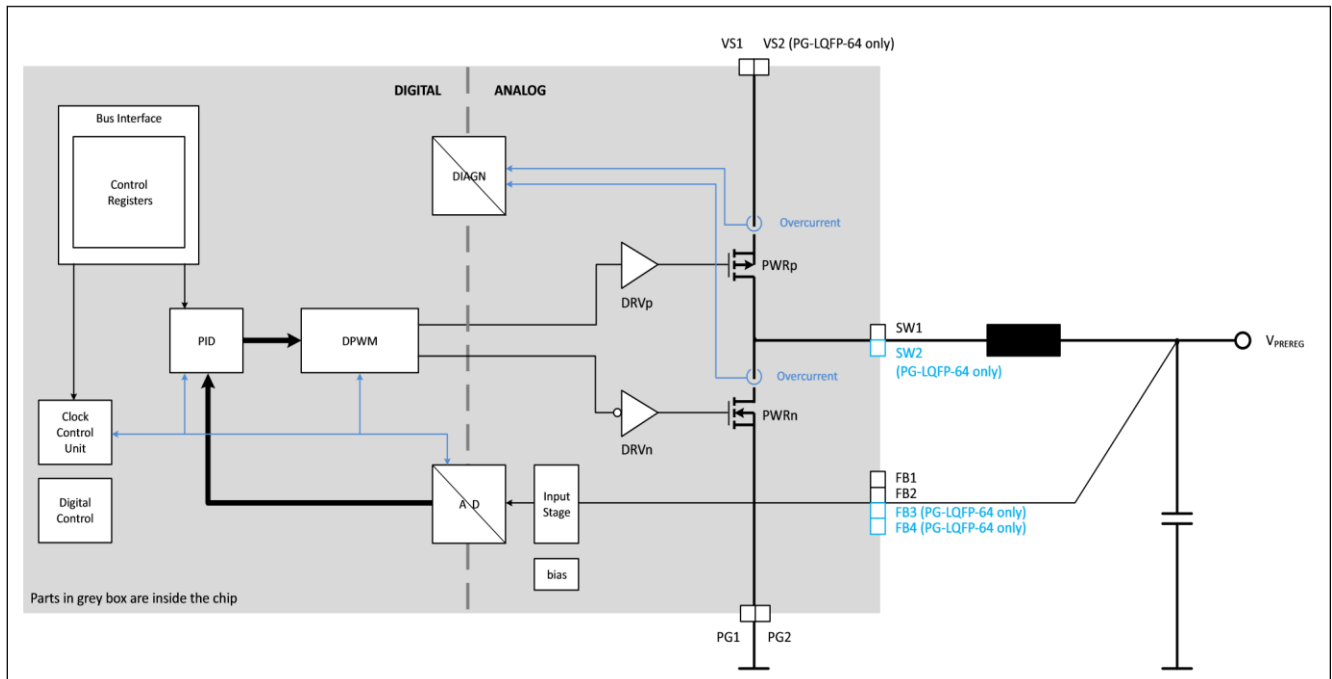 VS1 VS2 (PG-LQFP-64 only)
DIGITAL ANALOG
Bus Interface
Control
Registers
DIAGN
Overcurrent
PWRp
DRVp
PID
DPWM
SW1
SW2
(PG-LQFP-64 only)
VPREREG
Overcurrent
PWRn
DRVn
Clock
Control
Unit
Digital
Control
A D
Input
Stage
bias
FB1
FB2
FB3 (PG-LQFP-64 only)
FB4 (PG-LQFP-64 only)
Parts in grey box are inside the chip
PG1 PG2